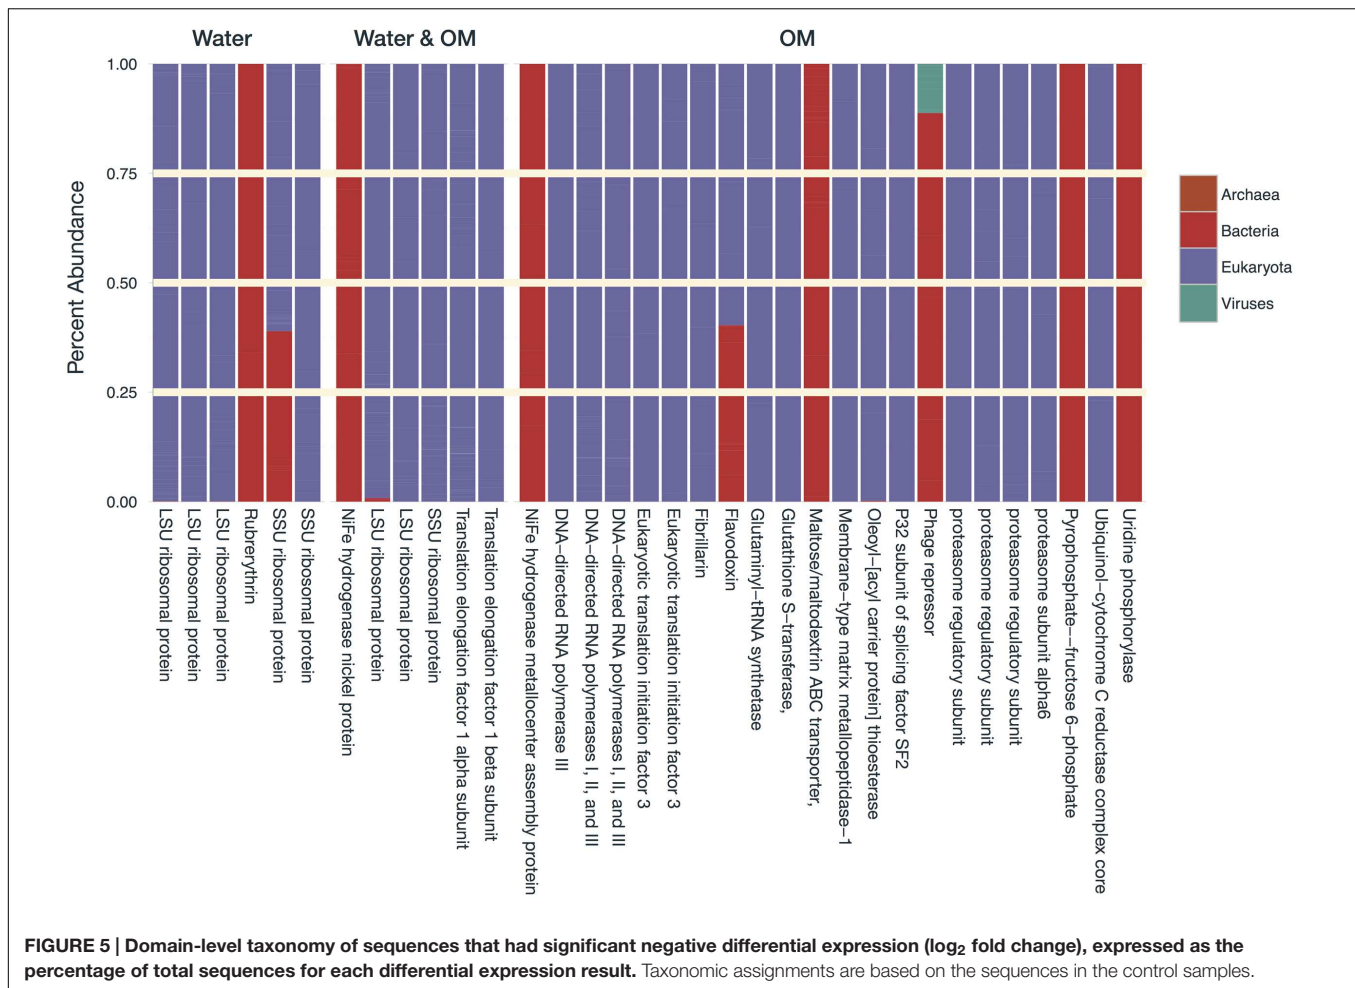 Water
Water & OM
OM
1.00
0.75
0.50
0.25
0.00
Percent Abundance
Archaea
Bacteria
Eukaryota
Viruses
LSU ribosomal protein
LSU ribosomal protein
LSU ribosomal protein
Rubrerythrin
SSU ribosomal protein
SSU ribosomal protein
NiFe hydrogenase nickel protein
LSU ribosomal protein
LSU ribosomal protein
SSU ribosomal protein
Translation elongation factor 1 alpha subunit
Translation elongation factor 1 beta subunit
NiFe hydrogenase metallocenter assembly protein
DNA−directed RNA polymerase III
DNA−directed RNA polymerases I, II, and III
DNA−directed RNA polymerases I, II, and III
Eukaryotic translation initiation factor 3
Eukaryotic translation initiation factor 3
Fibrillarin
Flavodoxin
Glutaminyl−tRNA synthetase
Glutathione S−transferase,
Maltose/maltodextrin ABC transporter,
Membrane−type matrix metallopeptidase−1
Oleoyl−[acyl carrier protein] thioesterase
P32 subunit of splicing factor SF2
Phage repressor
proteasome regulatory subunit
proteasome regulatory subunit
proteasome regulatory subunit
proteasome subunit alpha6
Pyrophosphate−−fructose 6−phosphate
Ubiquinol−cytochrome C reductase complex core
Uridine phosphorylase
FIGURE 5 | Domain-level taxonomy of sequences that had significant negative differential expression (log₂ fold change), expressed as the
percentage of total sequences for each differential expression result. Taxonomic assignments are based on the sequences in the control samples.